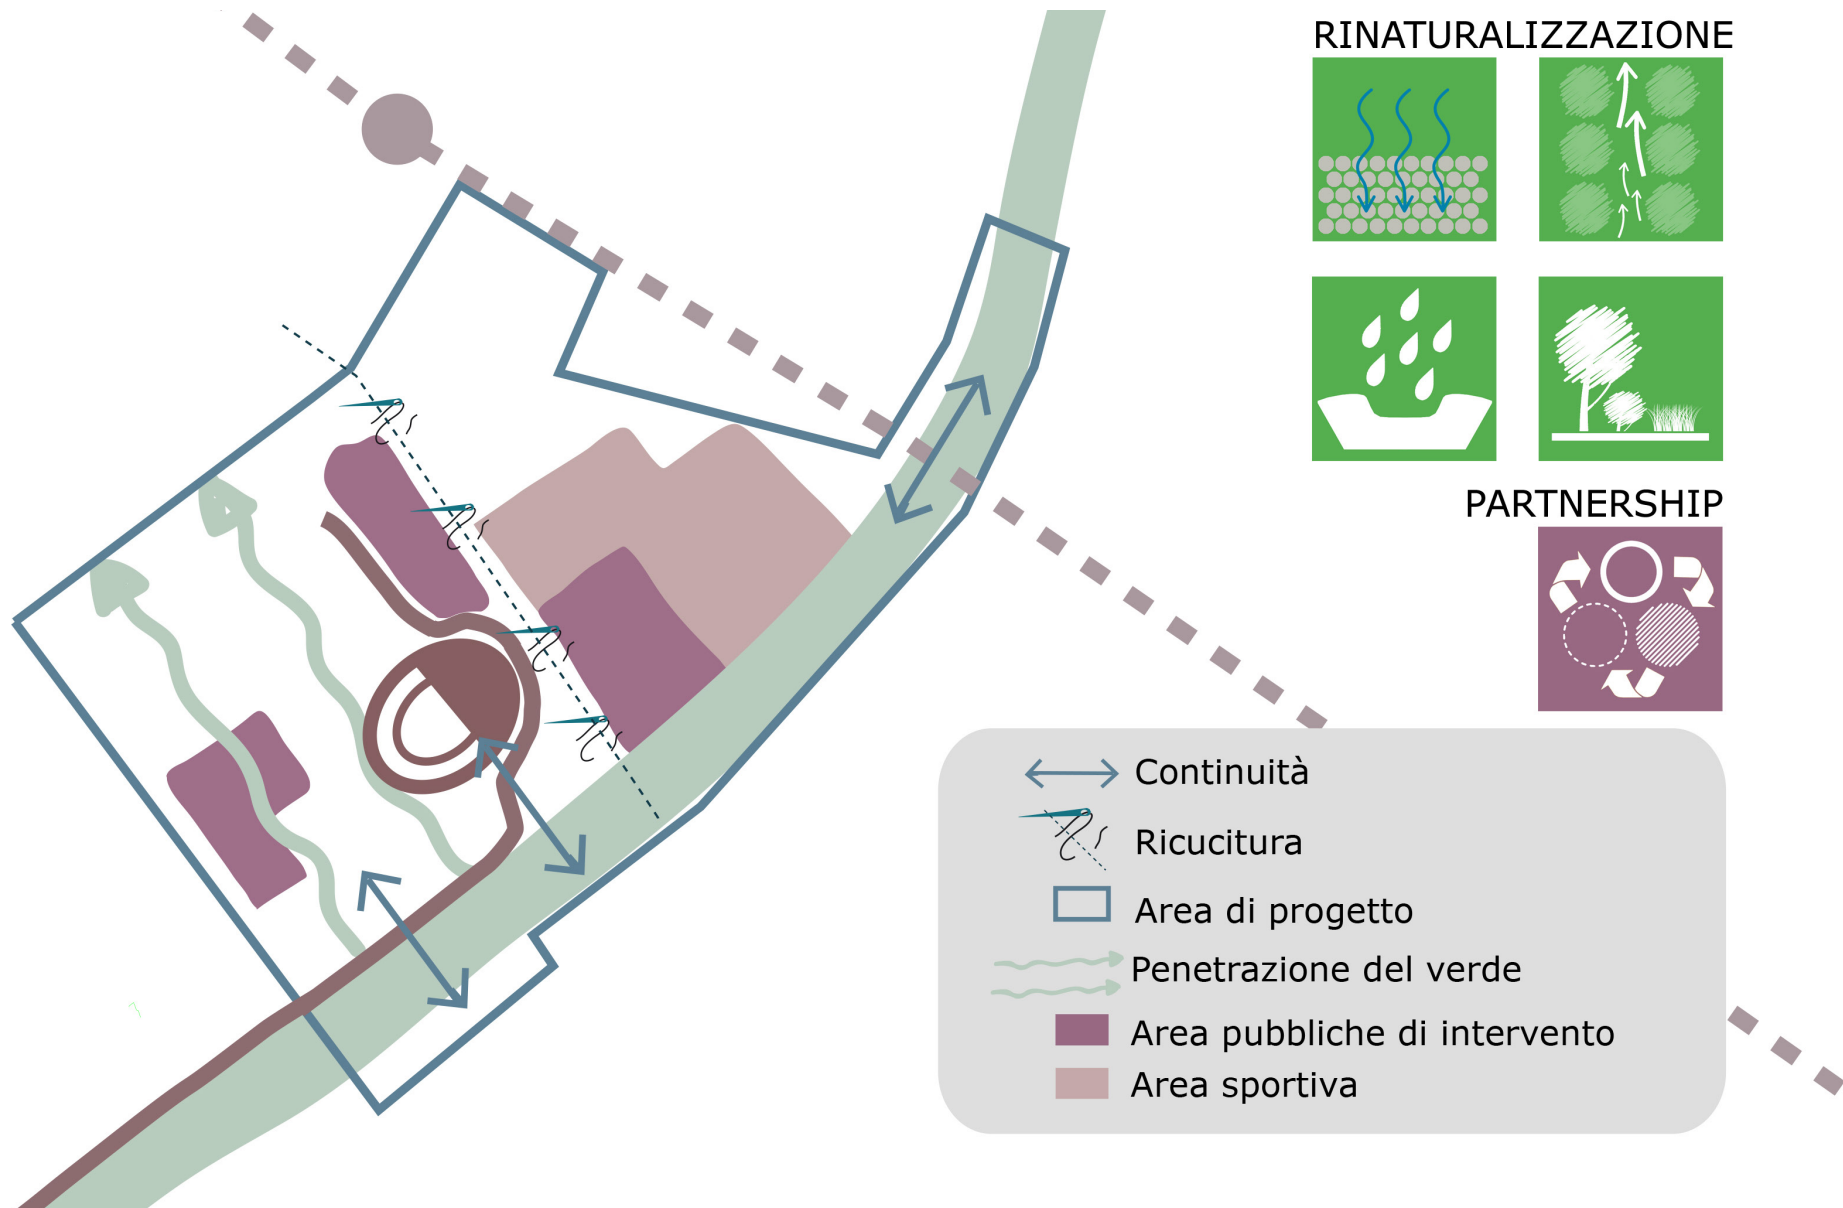 RINATURALIZZAZIONE
PARTNERSHIP
Continuità
Ricucitura
Area di progetto
Penetrazione del verde
Area pubbliche di intervento
Area sportiva